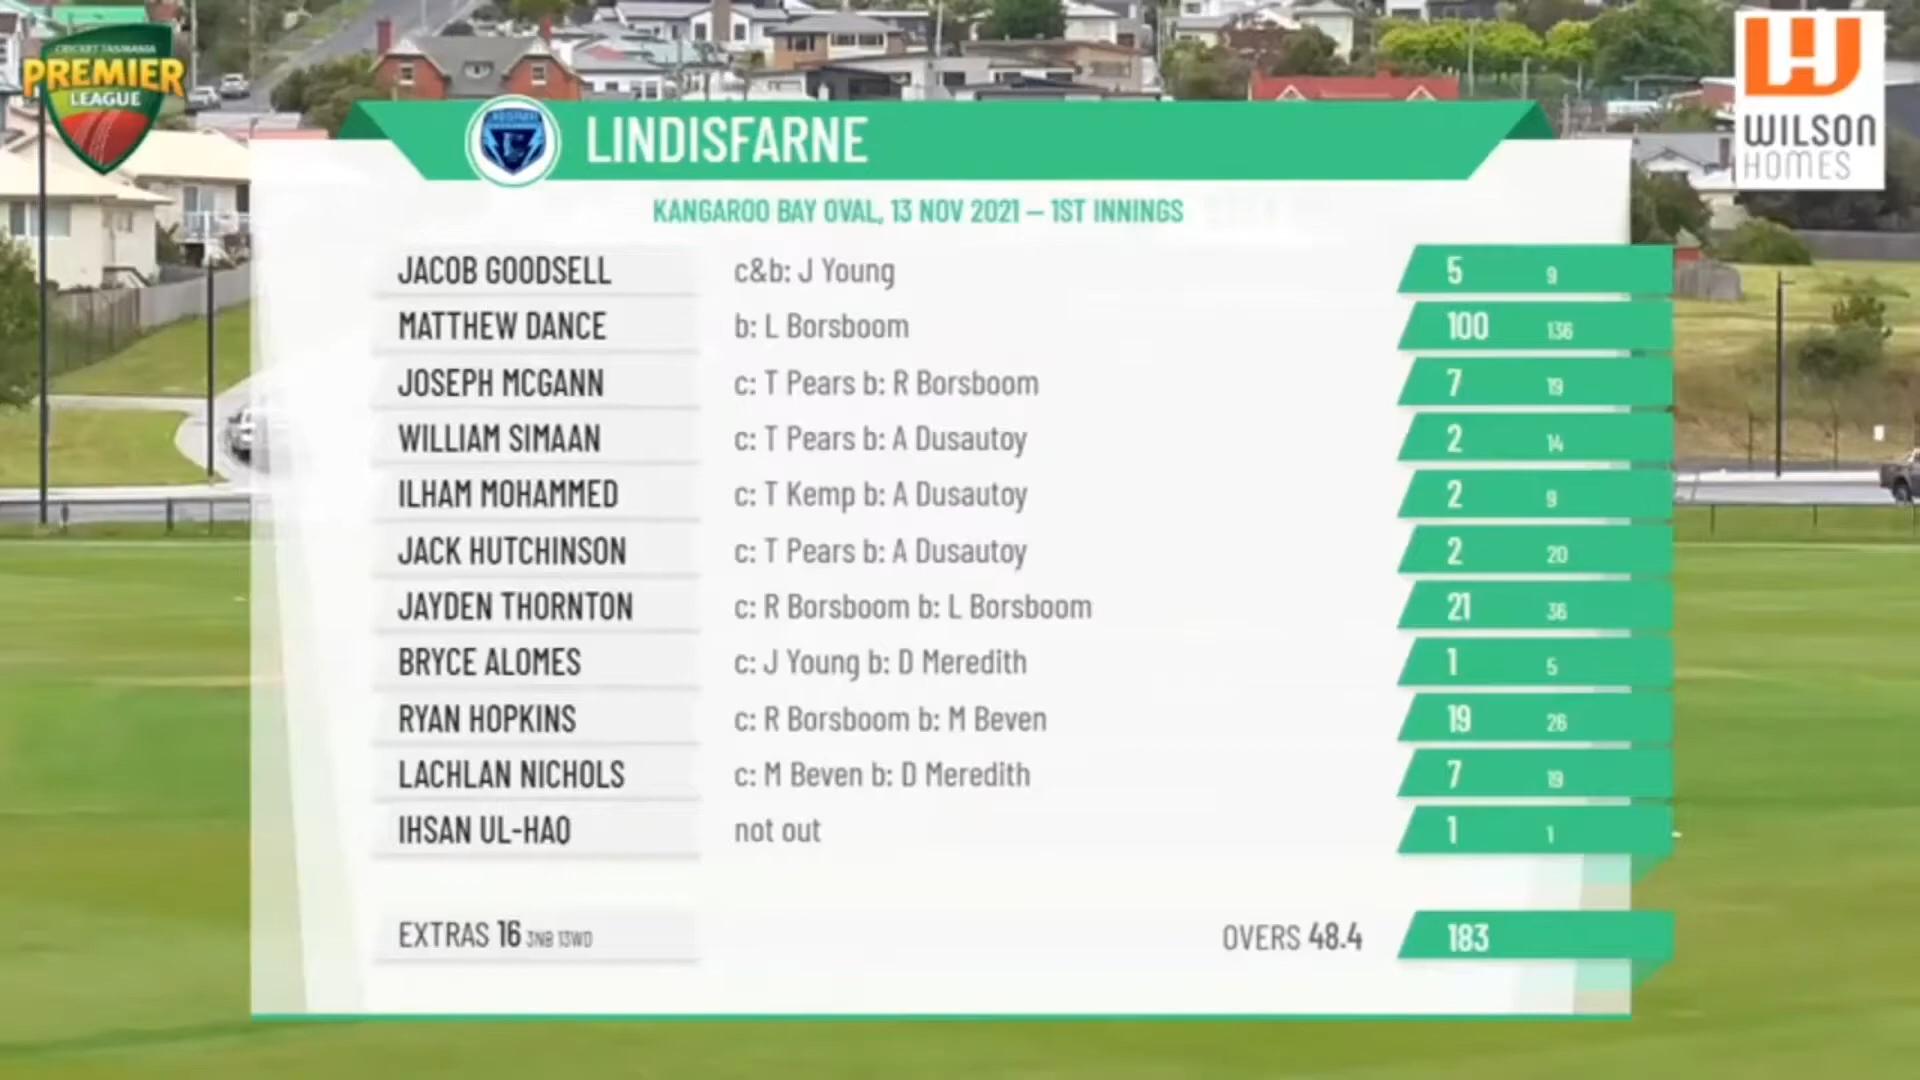 CRICKET TASMANIA
PREMIER
LEAGUE
WILSON
HOMES
LINDISFARNE
KANGAROO BAY OVAL, 13 NOV 2021 – 1ST INNINGS
JACOB GOODSELL c&b: J Young 5 9
MATTHEW DANCE b: L Borsboom 100 136
JOSEPH MCGANN c: T Pears b: R Borsboom 7 19
WILLIAM SIMAAN c: T Pears b: A Dusautoy 2 14
ILHAM MOHAMMED c: T Kemp b: A Dusautoy 2 9
JACK HUTCHINSON c: T Pears b: A Dusautoy 2 20
JAYDEN THORNTON c: R Borsboom b: L Borsboom 21 36
BRYCE ALOMES c: J Young b: D Meredith 1 5
RYAN HOPKINS c: R Borsboom b: M Beven 19 26
LACHLAN NICHOLS c: M Beven b: D Meredith 7 19
IHSAN UL-HAQ not out 1 1
EXTRAS 16 3NB 13WD OVERS 48.4 183